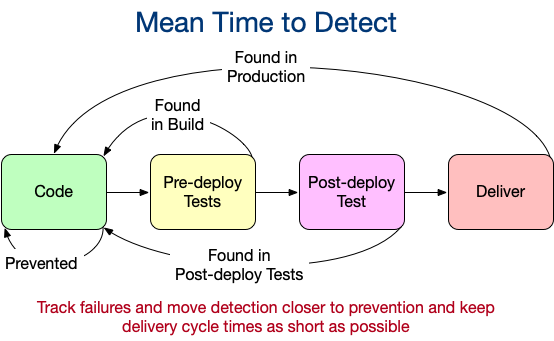 Mean Time to Detect
Found in
Production
Found
in Build
Code
Pre-deploy
Tests
Post-deploy
Test
Deliver
Prevented
Found in
Post-deploy Tests
Track failures and move detection closer to prevention and keep
delivery cycle times as short as possible